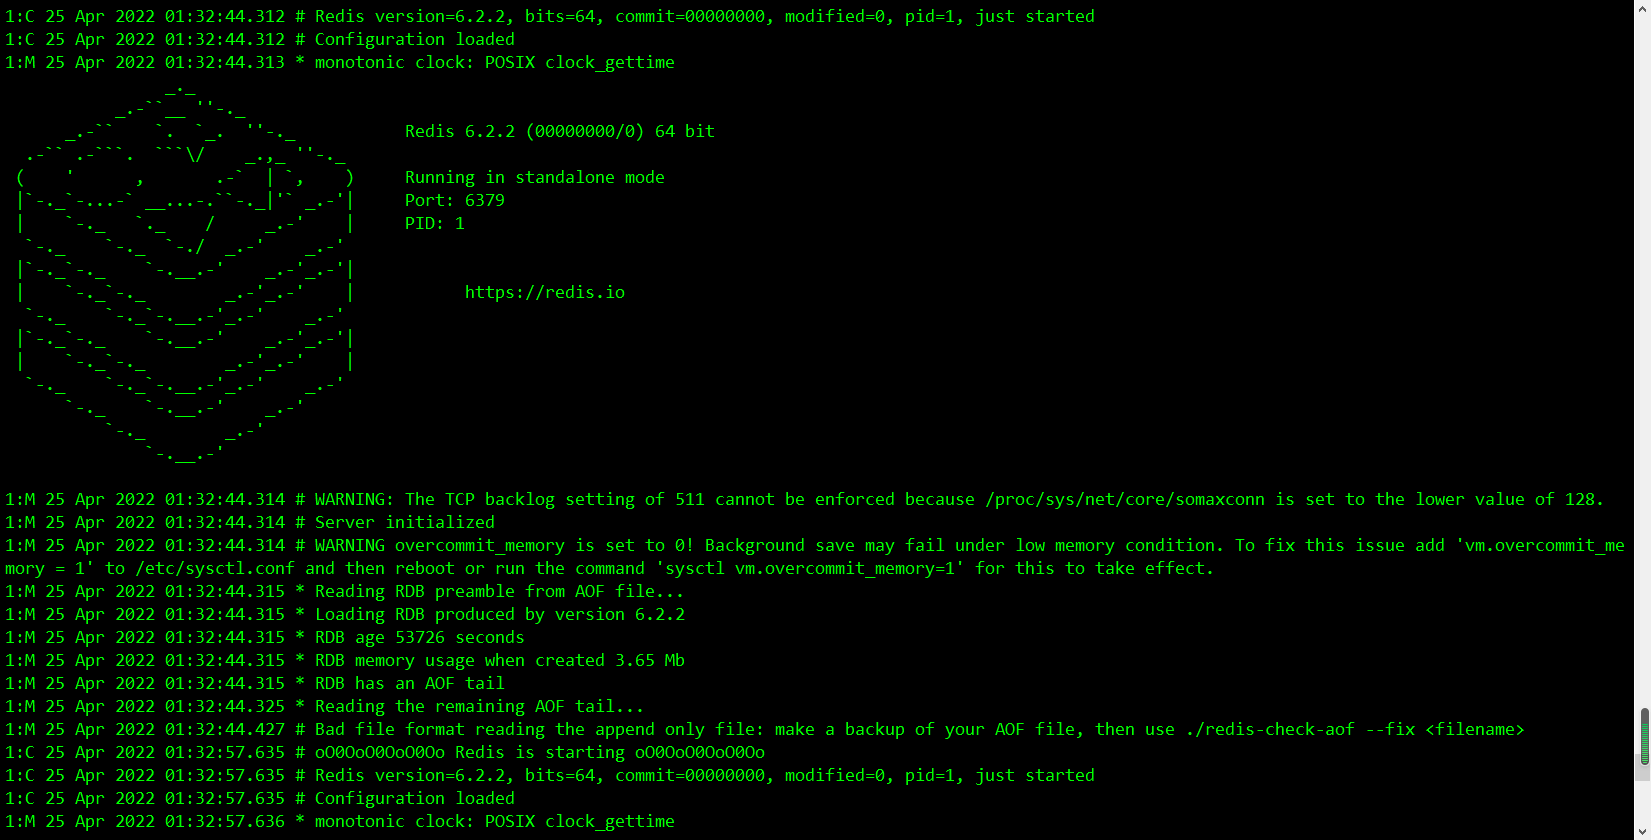 1:C 25 Apr 2022 01:32:44.312 # Redis version=6.2.2, bits=64, commit=00000000, modified=0, pid=1, just started
1:C 25 Apr 2022 01:32:44.312 # Configuration loaded
1:M 25 Apr 2022 01:32:44.313 * monotonic clock: POSIX clock_gettime
Redis 6.2.2 (00000000/0) 64 bit
Running in standalone mode
Port: 6379
PID: 1
https://redis.io
1:M 25 Apr 2022 01:32:44.314 # WARNING: The TCP backlog setting of 511 cannot be enforced because /proc/sys/net/core/somaxconn is set to the lower value of 128.
1:M 25 Apr 2022 01:32:44.314 # Server initialized
1:M 25 Apr 2022 01:32:44.314 # WARNING overcommit_memory is set to 0! Background save may fail under low memory condition. To fix this issue add 'vm.overcommit_me
mory = 1' to /etc/sysctl.conf and then reboot or run the command 'sysctl vm.overcommit_memory=1' for this to take effect.
1:M 25 Apr 2022 01:32:44.315 * Reading RDB preamble from AOF file...
1:M 25 Apr 2022 01:32:44.315 * Loading RDB produced by version 6.2.2
1:M 25 Apr 2022 01:32:44.315 * RDB age 53726 seconds
1:M 25 Apr 2022 01:32:44.315 * RDB memory usage when created 3.65 Mb
1:M 25 Apr 2022 01:32:44.315 * RDB has an AOF tail
1:M 25 Apr 2022 01:32:44.325 * Reading the remaining AOF tail...
1:M 25 Apr 2022 01:32:44.427 # Bad file format reading the append only file: make a backup of your AOF file, then use ./redis-check-aof --fix <filename>
1:C 25 Apr 2022 01:32:57.635 # oO0OoO0OoO0Oo Redis is starting oO0OoO0OoO0Oo
1:C 25 Apr 2022 01:32:57.635 # Redis version=6.2.2, bits=64, commit=00000000, modified=0, pid=1, just started
1:C 25 Apr 2022 01:32:57.635 # Configuration loaded
1:M 25 Apr 2022 01:32:57.636 * monotonic clock: POSIX clock_gettime